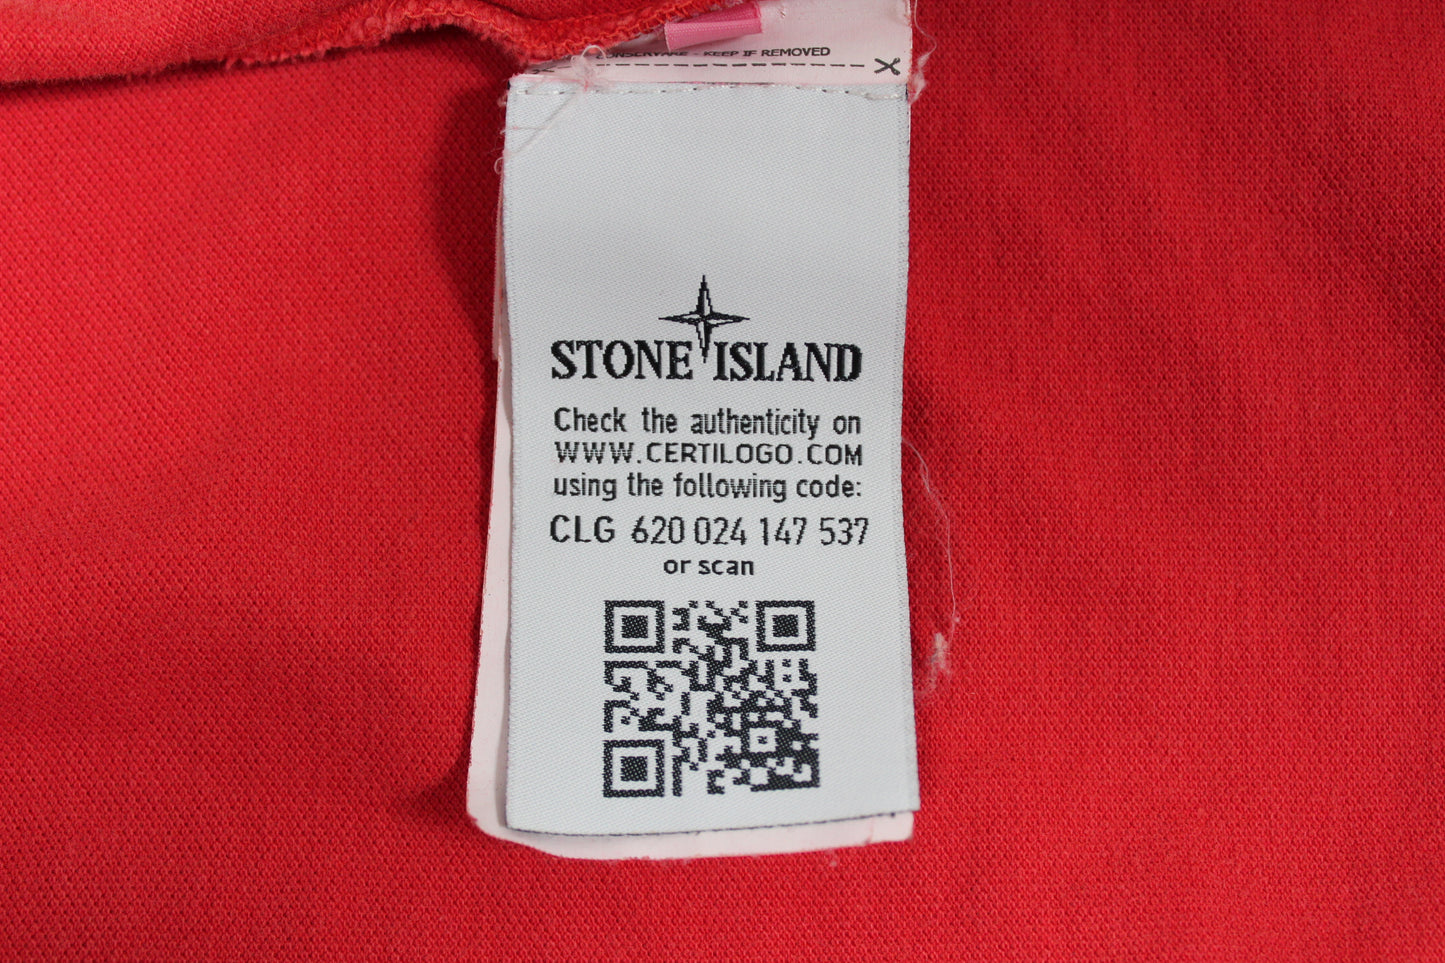 CONSERVARE - KEEP IF REMOVED
STONE ISLAND
Check the authenticity on
WWW.CERTILOGO.COM
using the following code:
CLG 620 024 147 537
or scan